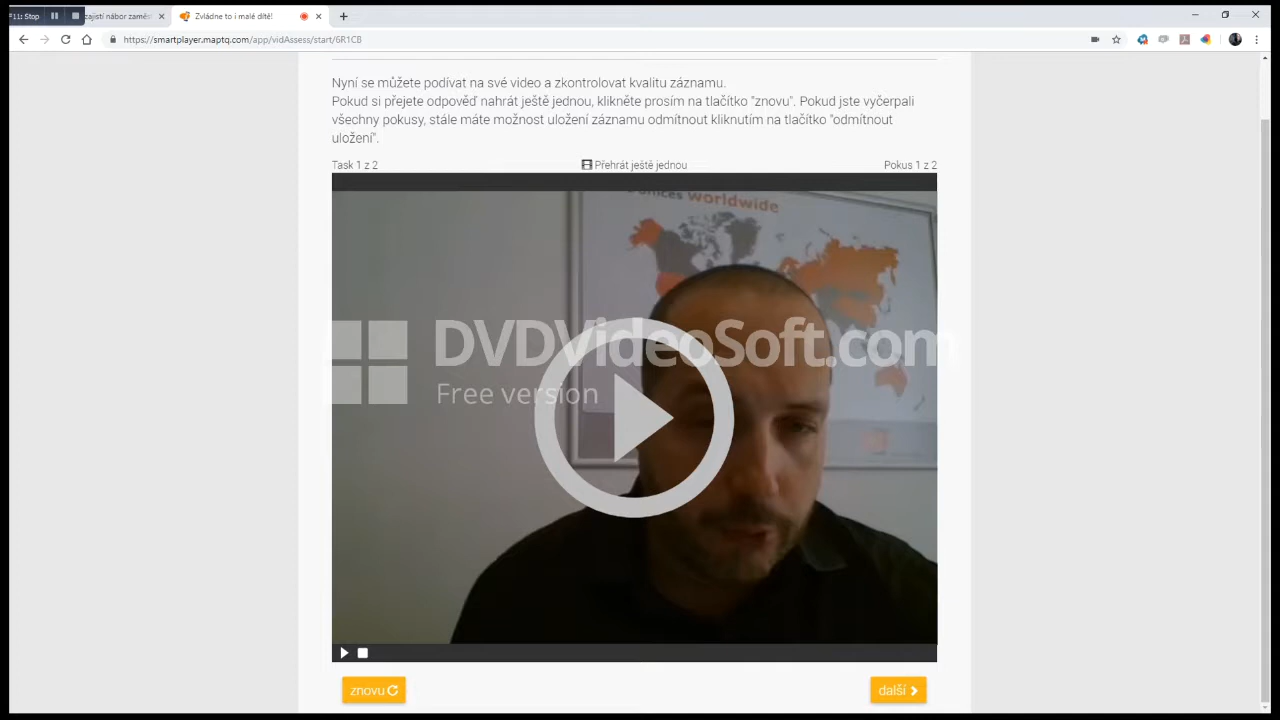 F11: Stop
zajistí nábor zaměst
Zvládne to i malé dítě!
https://smartplayer.maptq.com/app/vidAssess/start/6R1CB
Nyní se můžete podívat na své video a zkontrolovat kvalitu záznamu.
Pokud si přejete odpověď nahrát ještě jednou, klikněte prosím na tlačítko "znovu". Pokud jste vyčerpali
všechny pokusy, stále máte možnost uložení záznamu odmítnout kliknutím na tlačítko "odmítnout
uložení".
Task 1 z 2
Přehrát ještě jednou
Pokus 1 z 2
Offices Worldwide
DVDVideoSoft.com
Free version
znovu
další